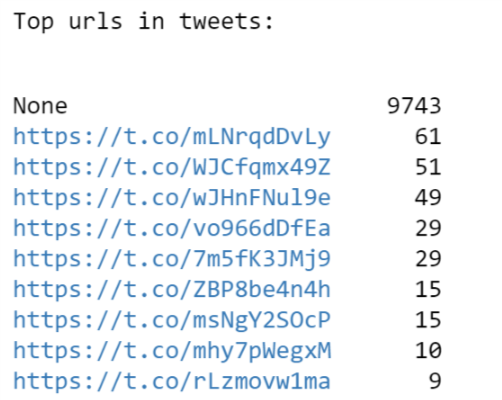 Top urls in tweets:
None 9743
https://t.co/mLNrqdDvLy 61
https://t.co/WJCfqmx49Z 51
https://t.co/wJHnFNul9e 49
https://t.co/vo966dDfEa 29
https://t.co/7m5fK3JMj9 29
https://t.co/ZBP8be4n4h 15
https://t.co/msNgY2SOcP 15
https://t.co/mhy7pWegxM 10
https://t.co/rLzmovw1ma 9